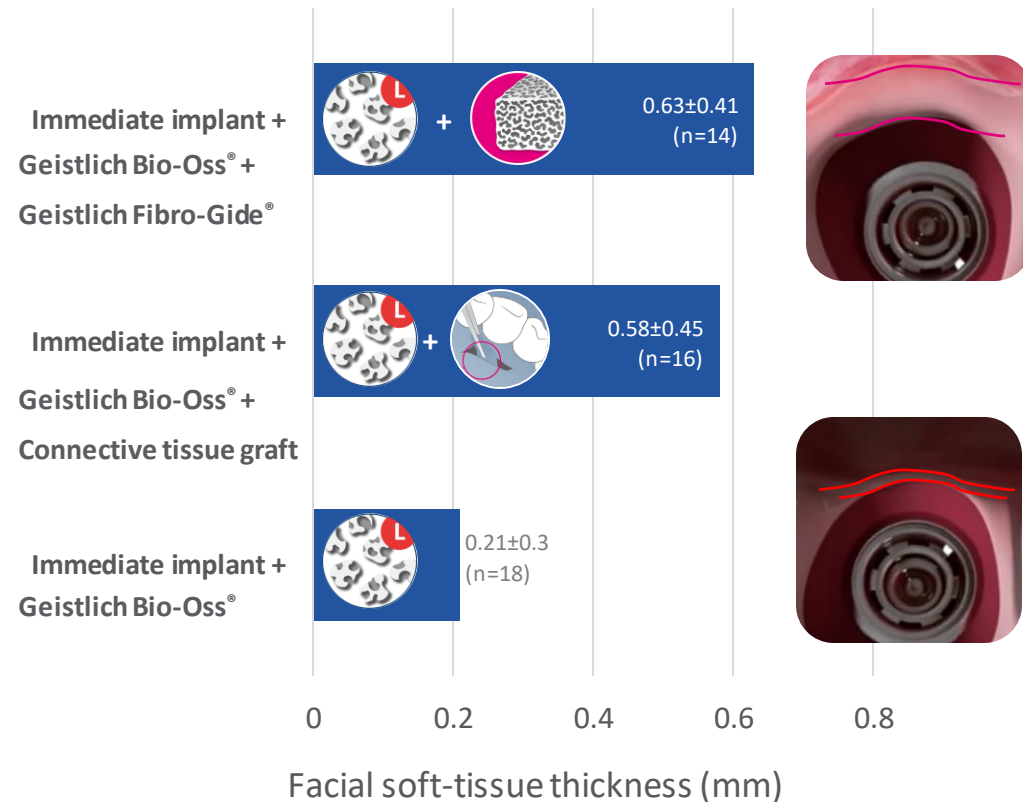 Immediate implant +
Geistlich Bio-Oss® +
Geistlich Fibro-Gide®
L
+
0.63±0.41
(n=14)
Immediate implant +
Geistlich Bio-Oss® +
Connective tissue graft
L
+
0.58±0.45
(n=16)
Immediate implant +
Geistlich Bio-Oss®
L
0.21±0.3
(n=18)
0 0.2 0.4 0.6 0.8
Facial soft-tissue thickness (mm)